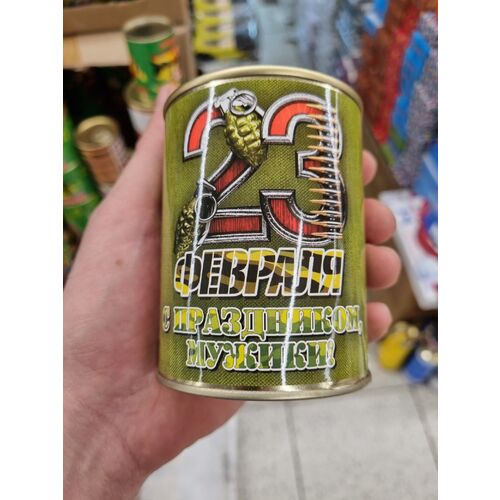 23
ФЕВРАЛЯ
С ПРАЗДНИКОМ,
МУЖИКИ!